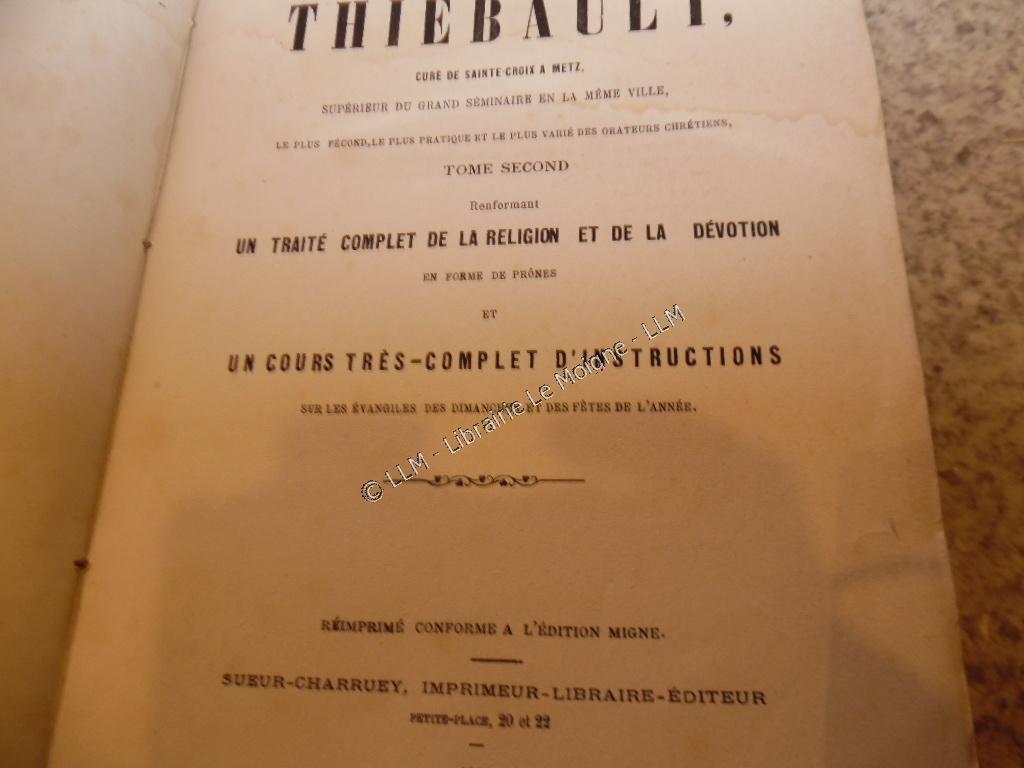 THIÉBAULT,
CURÉ DE SAINTE-CROIX A METZ,
SUPÉRIEUR DU GRAND SÉMINAIRE EN LA MÊME VILLE,
LE PLUS FÉCOND, LE PLUS PRATIQUE ET LE PLUS VARIÉ DES ORATEURS CHRÉTIENS,
TOME SECOND
Renformant
UN TRAITÉ COMPLET DE LA RELIGION ET DE LA DÉVOTION
EN FORME DE PRÔNES
ET
UN COURS TRÈS-COMPLET D'INSTRUCTIONS
SUR LES ÉVANGILES DES DIMANCHES ET DES FÊTES DE L'ANNÉE.
© LLM - Librairie Le Moigne - LLM
RÉIMPRIMÉ CONFORME A L'ÉDITION MIGNE.
SUEUR-CHARRUEY, IMPRIMEUR-LIBRAIRE-ÉDITEUR
PETITE-PLACE, 20 et 22